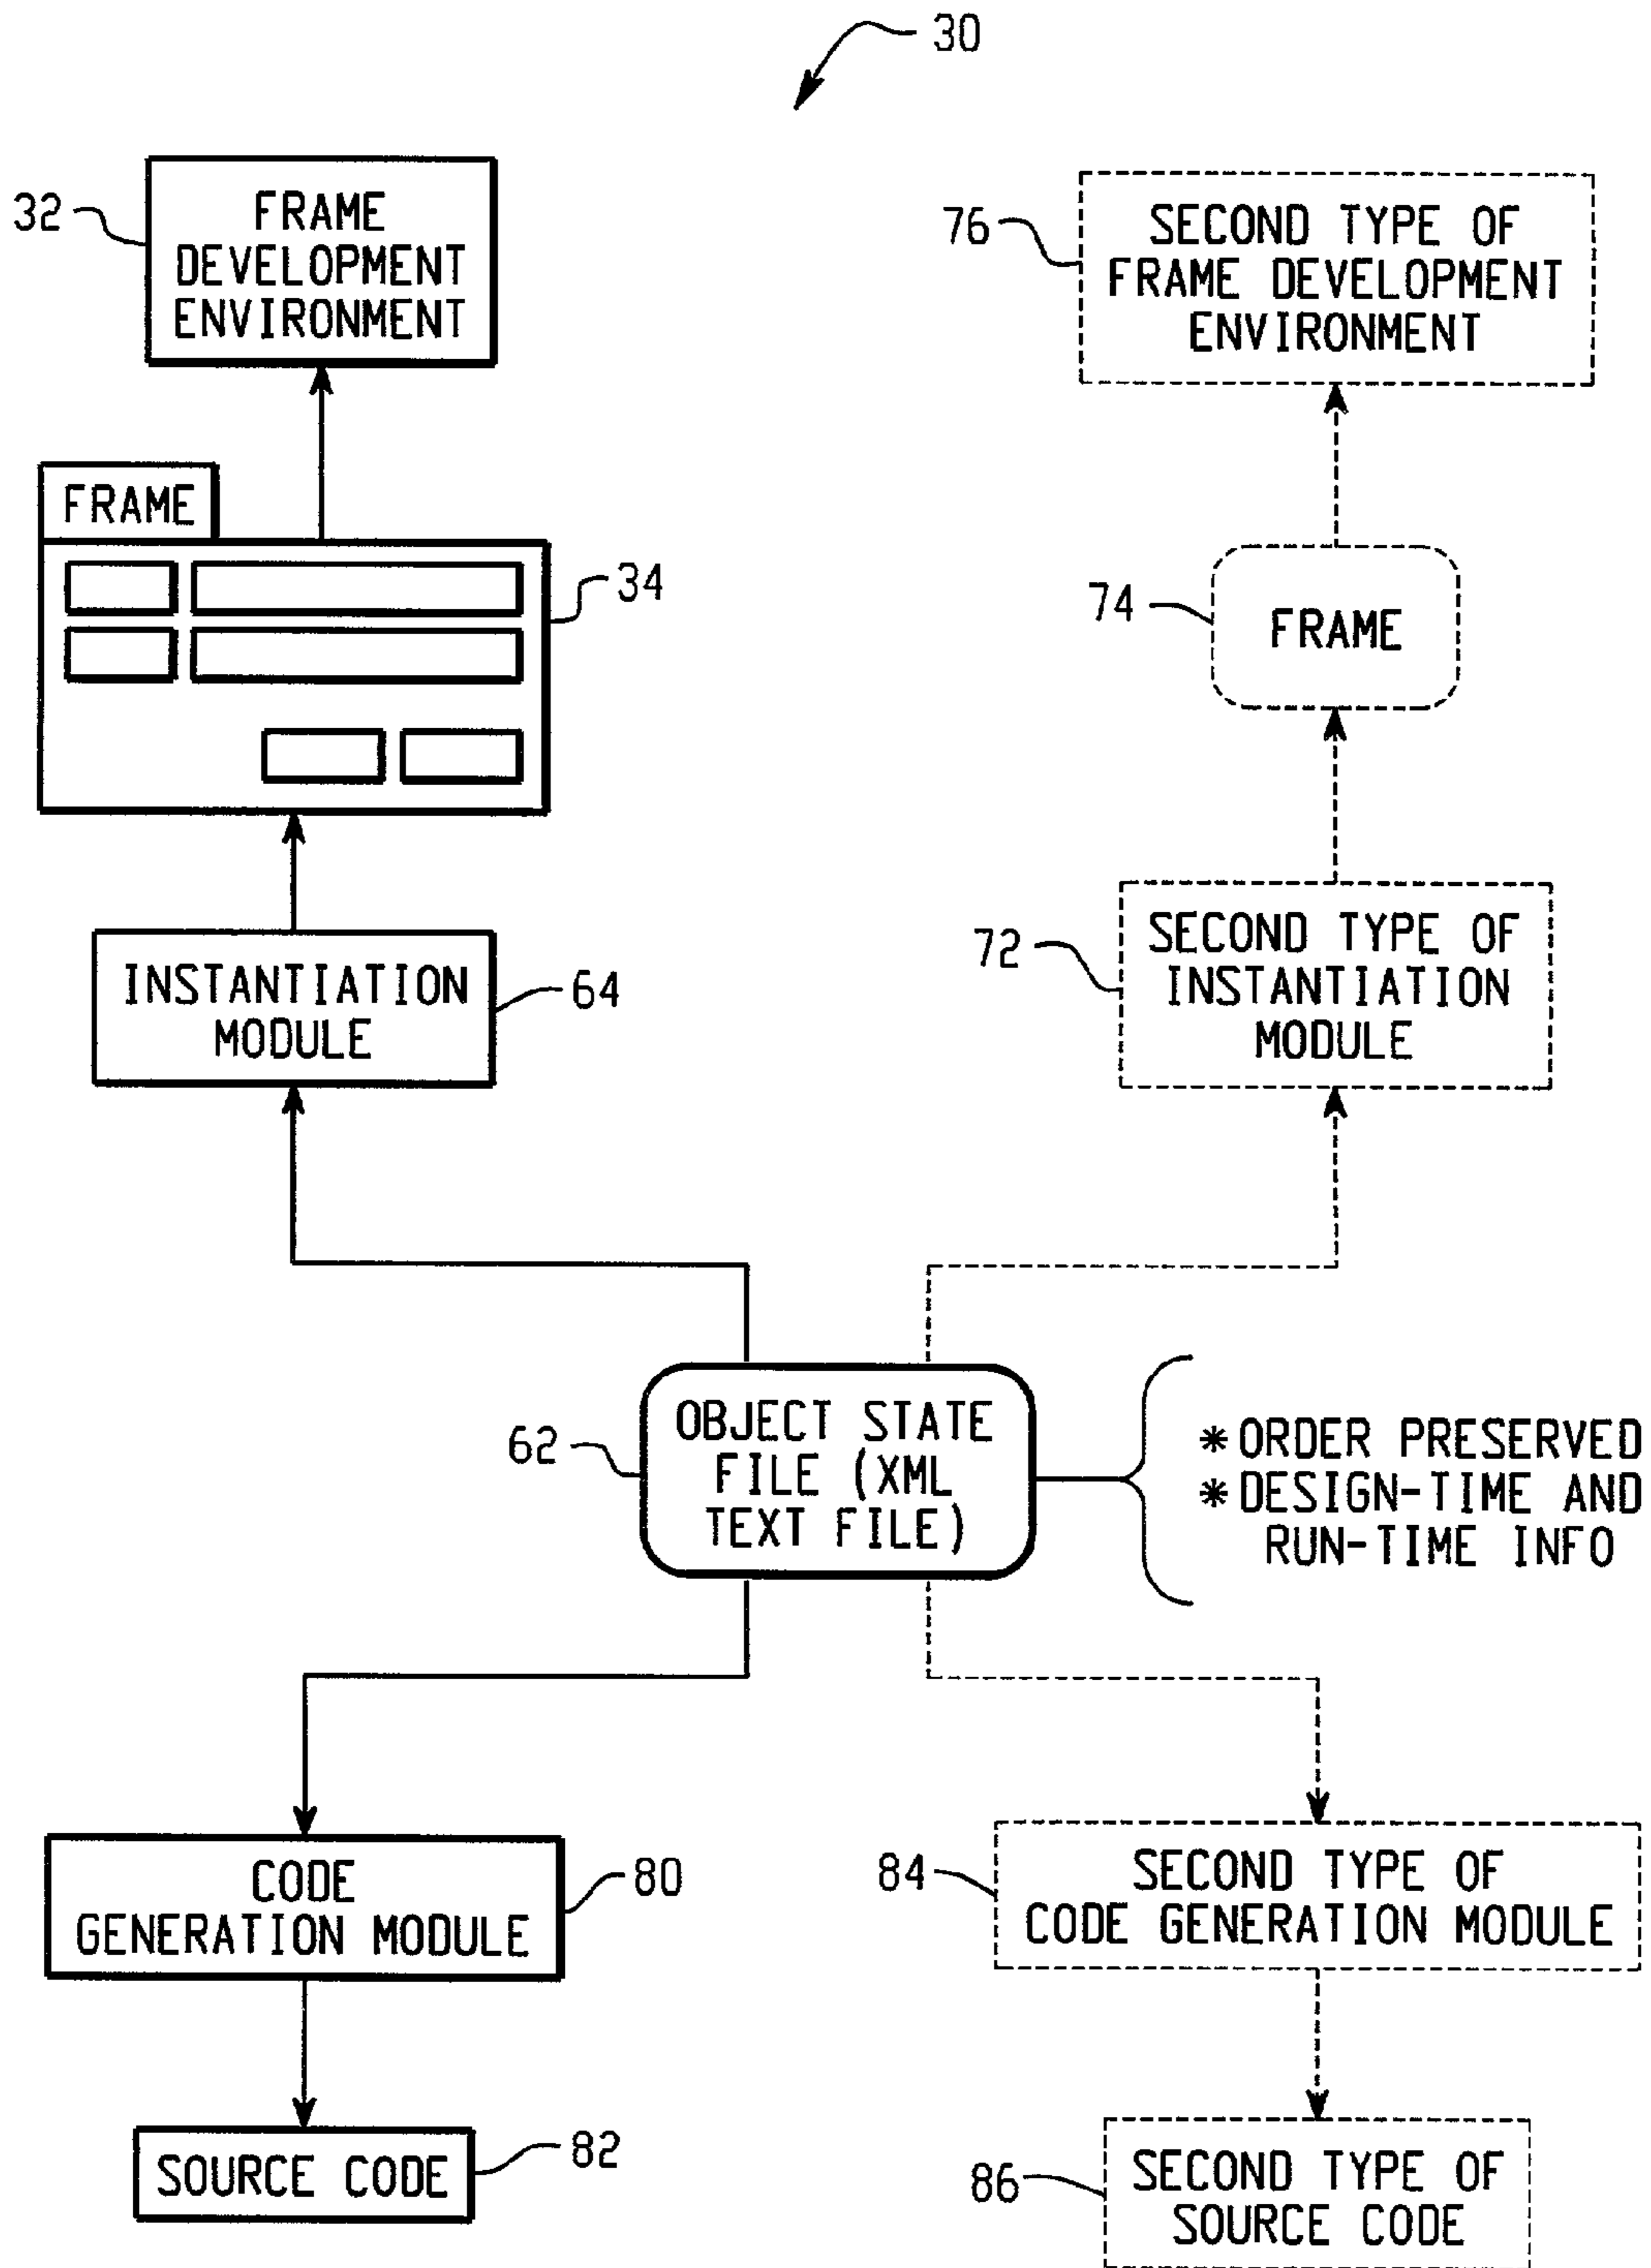 30
32
FRAME
DEVELOPMENT
ENVIRONMENT
76
SECOND TYPE OF
FRAME DEVELOPMENT
ENVIRONMENT
FRAME
34
74
FRAME
INSTANTIATION
MODULE
64
72
SECOND TYPE OF
INSTANTIATION
MODULE
62
OBJECT STATE
FILE (XML
TEXT FILE)
* ORDER PRESERVED
* DESIGN-TIME AND
RUN-TIME INFO
CODE
GENERATION MODULE
80
84
SECOND TYPE OF
CODE GENERATION MODULE
SOURCE CODE
82
86
SECOND TYPE OF
SOURCE CODE